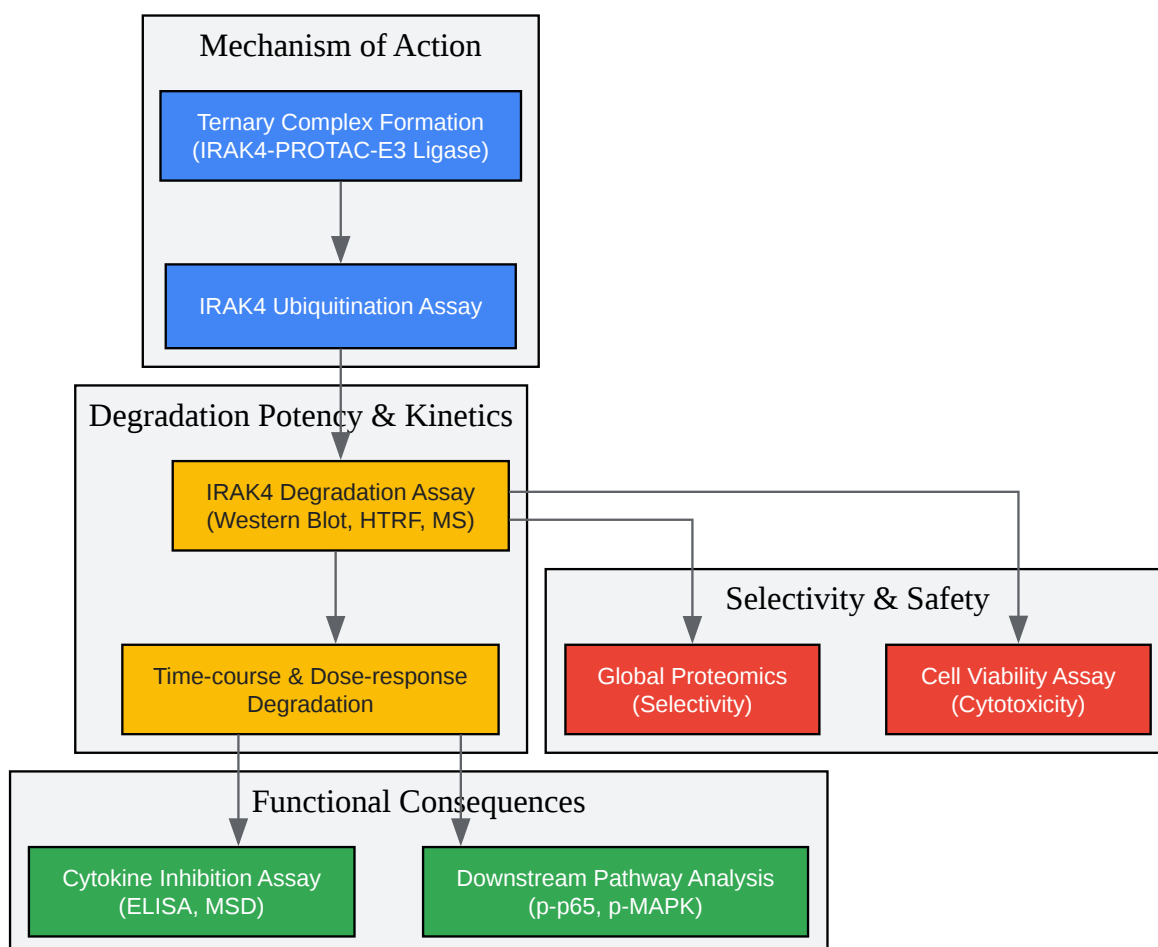 Mechanism of Action
Ternary Complex Formation
(IRAK4-PROTAC-E3 Ligase)
IRAK4 Ubiquitination Assay
Degradation Potency & Kinetics
IRAK4 Degradation Assay
(Western Blot, HTRF, MS)
Time-course & Dose-response
Degradation
Selectivity & Safety
Global Proteomics
(Selectivity)
Cell Viability Assay
(Cytotoxicity)
Functional Consequences
Cytokine Inhibition Assay
(ELISA, MSD)
Downstream Pathway Analysis
(p-p65, p-MAPK)